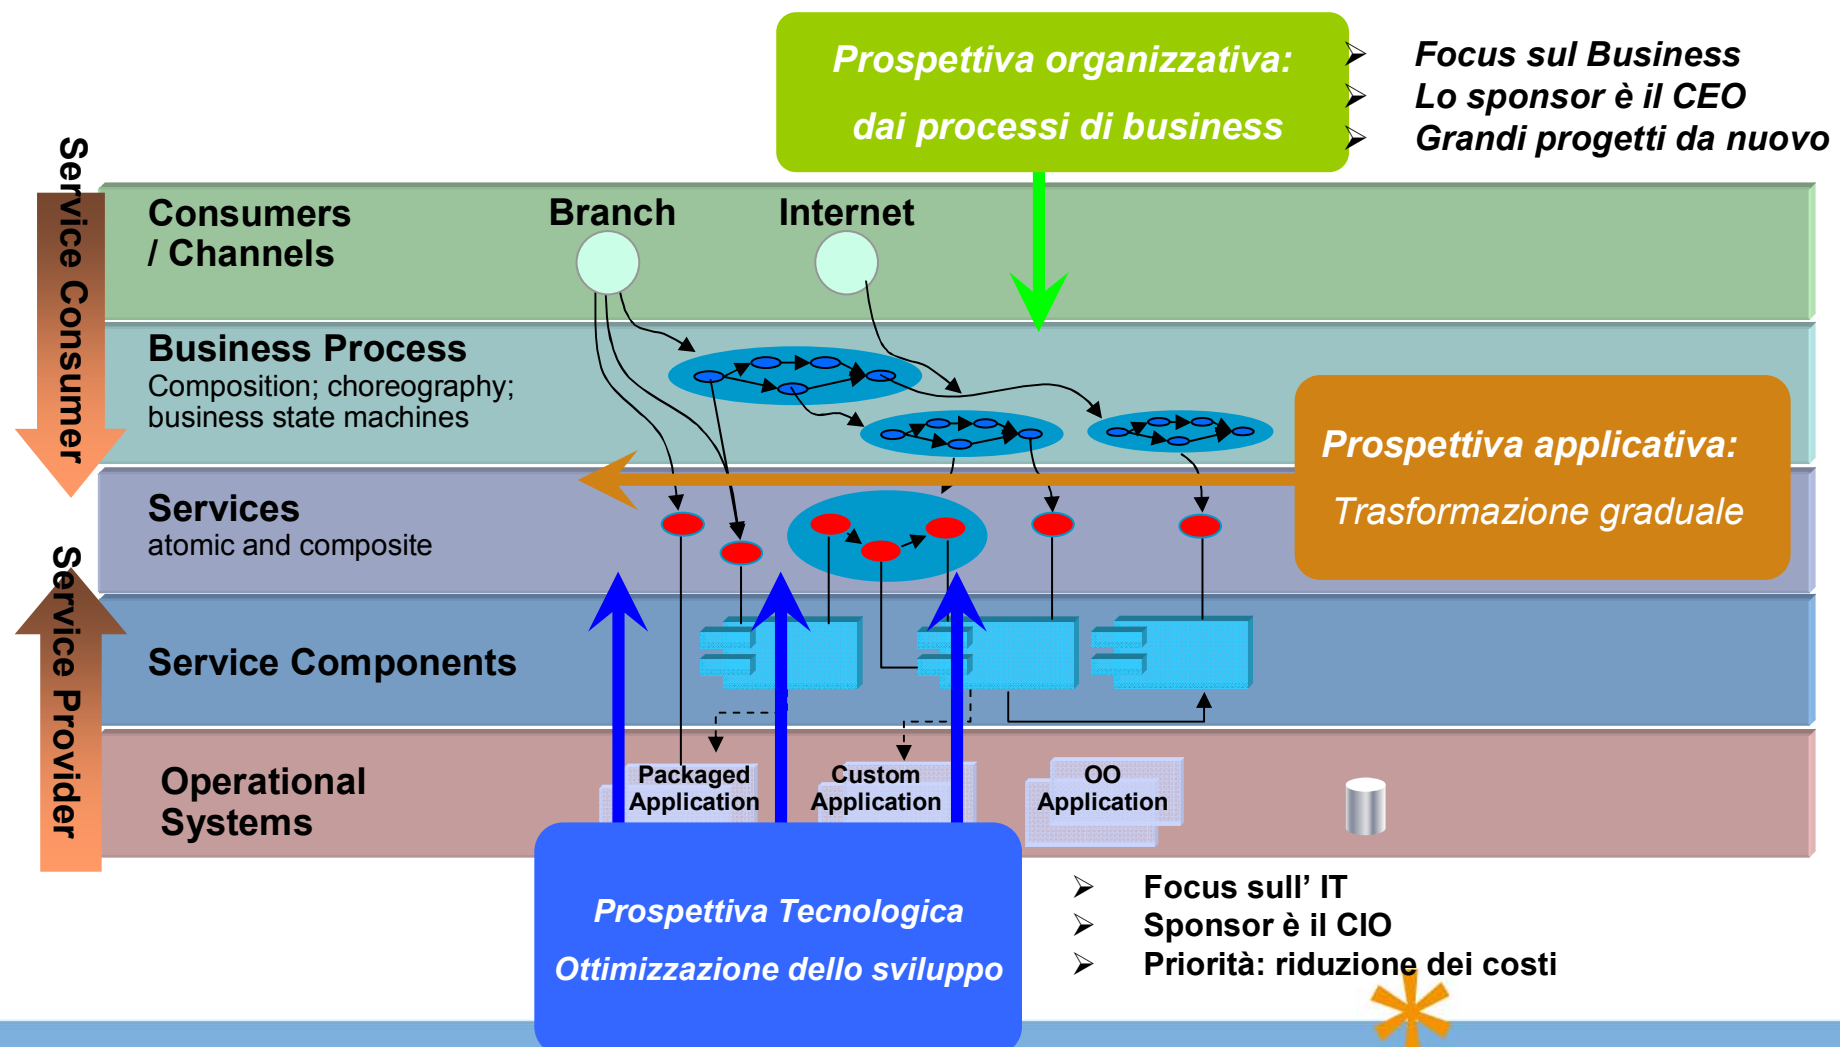 Prospettiva organizzativa:
dai processi di business
➢ Focus sul Business
➢ Lo sponsor è il CEO
➢ Grandi progetti da nuovo
Service Consumer
Consumers
/ Channels
Branch
Internet
Business Process
Composition; choreography;
business state machines
Prospettiva applicativa:
Trasformazione graduale
Services
atomic and composite
Service Provider
Service Components
Operational
Systems
Packaged
Application
Custom
Application
OO
Application
Prospettiva Tecnologica
Ottimizzazione dello sviluppo
➢ Focus sull’ IT
➢ Sponsor è il CIO
➢ Priorità: riduzione dei costi